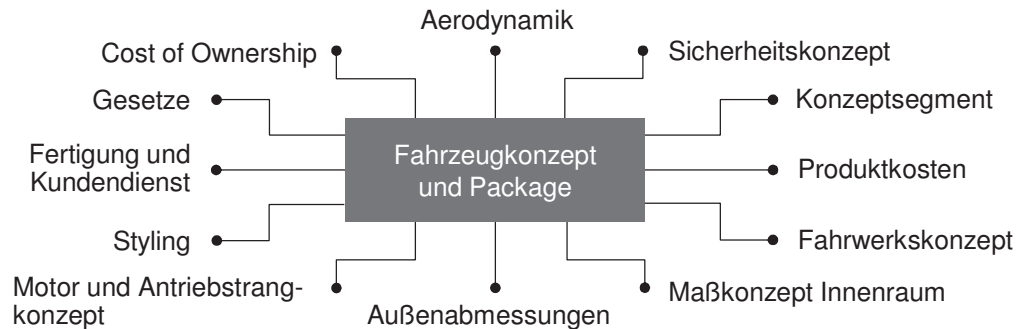 Aerodynamik
Cost of Ownership
Sicherheitskonzept
Gesetze
Konzeptsegment
Fertigung und
Kundendienst
Fahrzeugkonzept
und Package
Produktkosten
Styling
Fahrwerkskonzept
Motor und Antriebstrang-
konzept
Außenabmessungen
Maßkonzept Innenraum